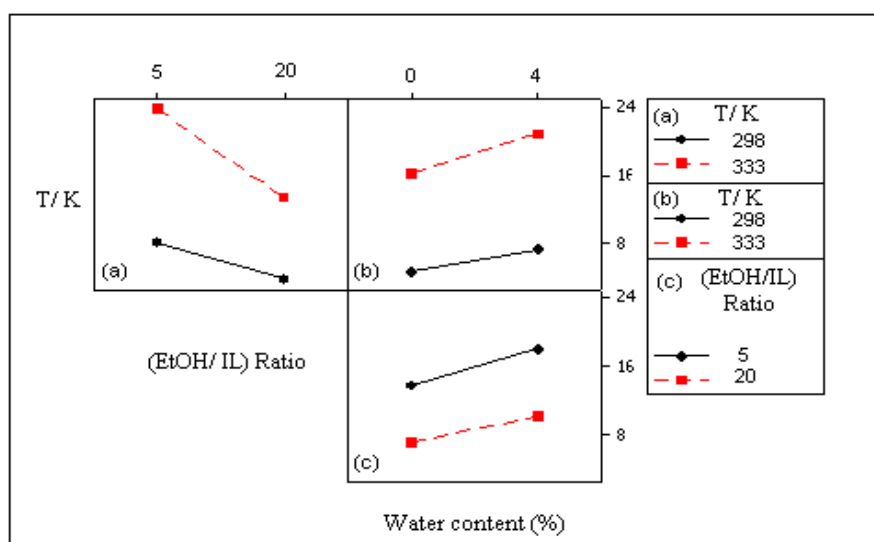 5 20 0 4
24
16
8
T/ K
(a)
(b)
(a) T/ K
298
333
(b) T/ K
298
333
(c) (EtOH/IL)
Ratio
5
20
24
16
8
(EtOH/ IL) Ratio
(c)
Water content (%)